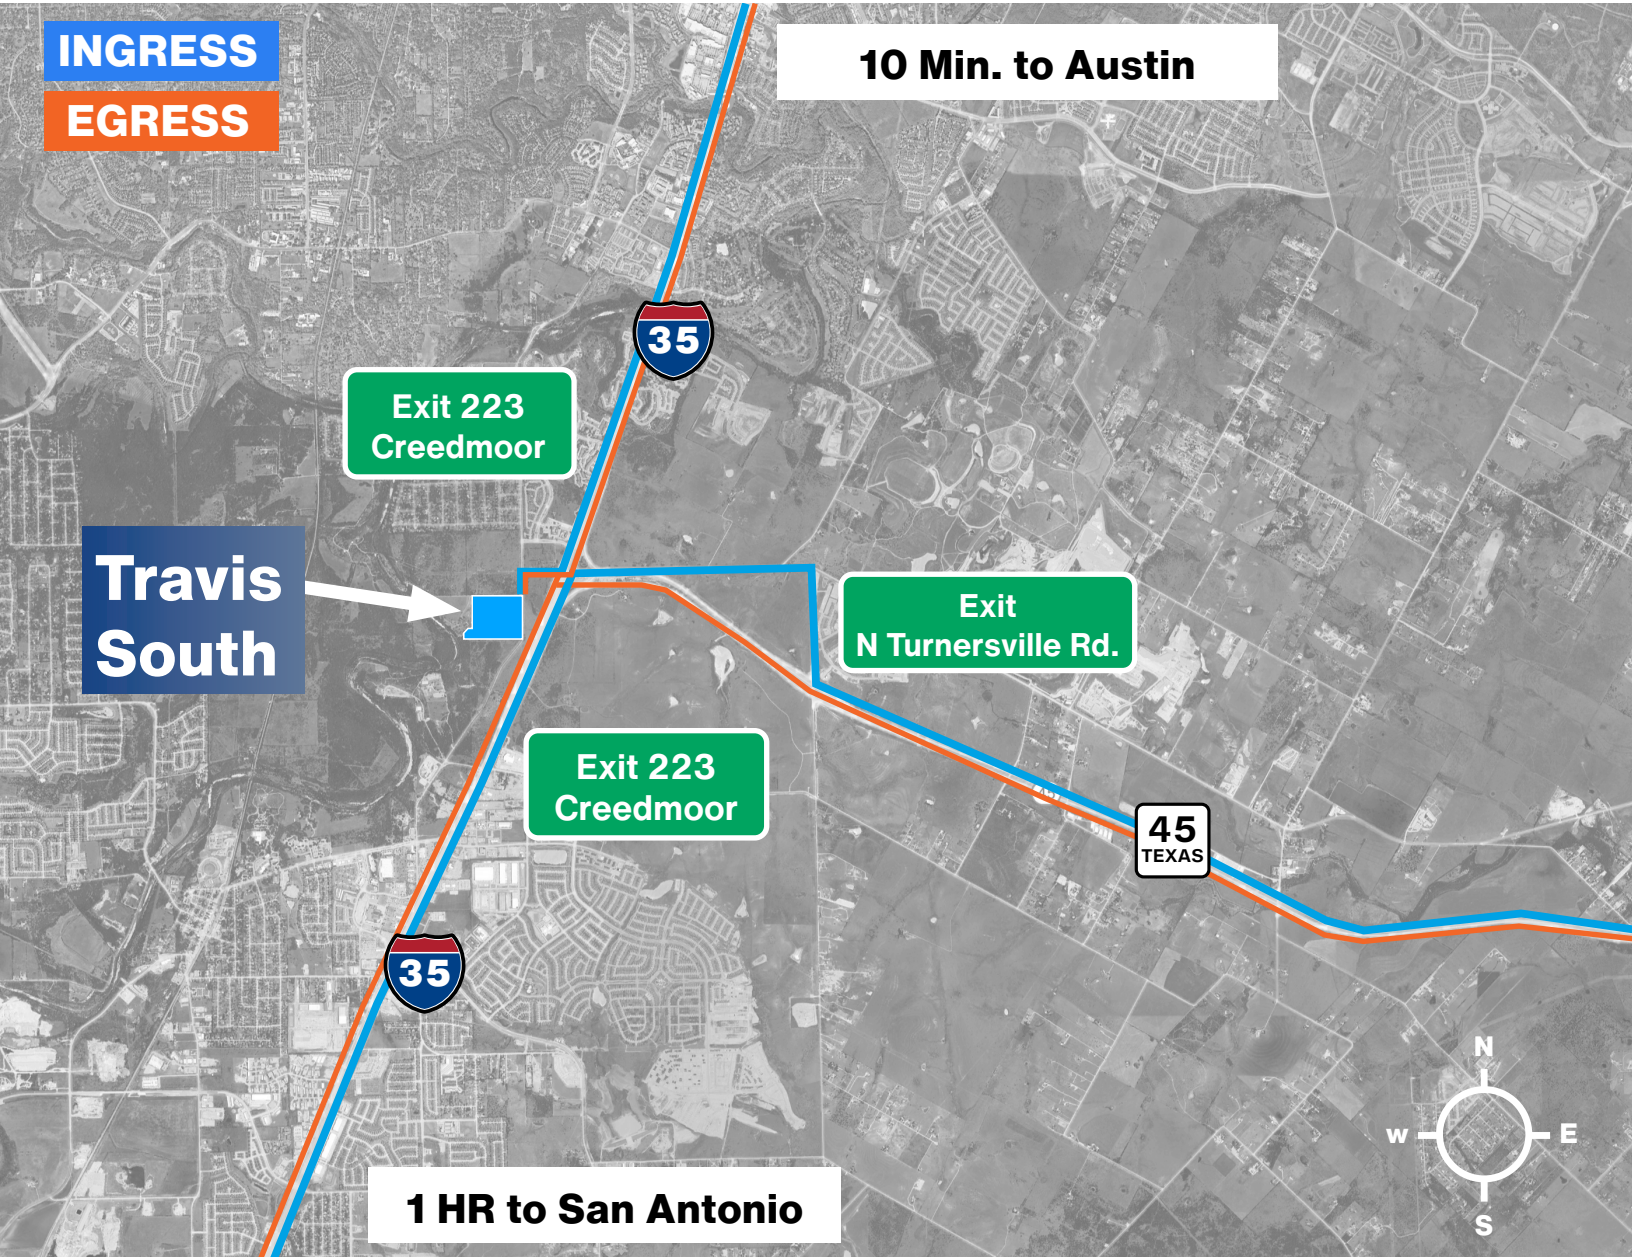 INGRESS
EGRESS
10 Min. to Austin
35
Exit 223
Creedmoor
Travis
South
Exit
N Turnersville Rd.
Exit 223
Creedmoor
45
TEXAS
35
1 HR to San Antonio
N
W
E
S